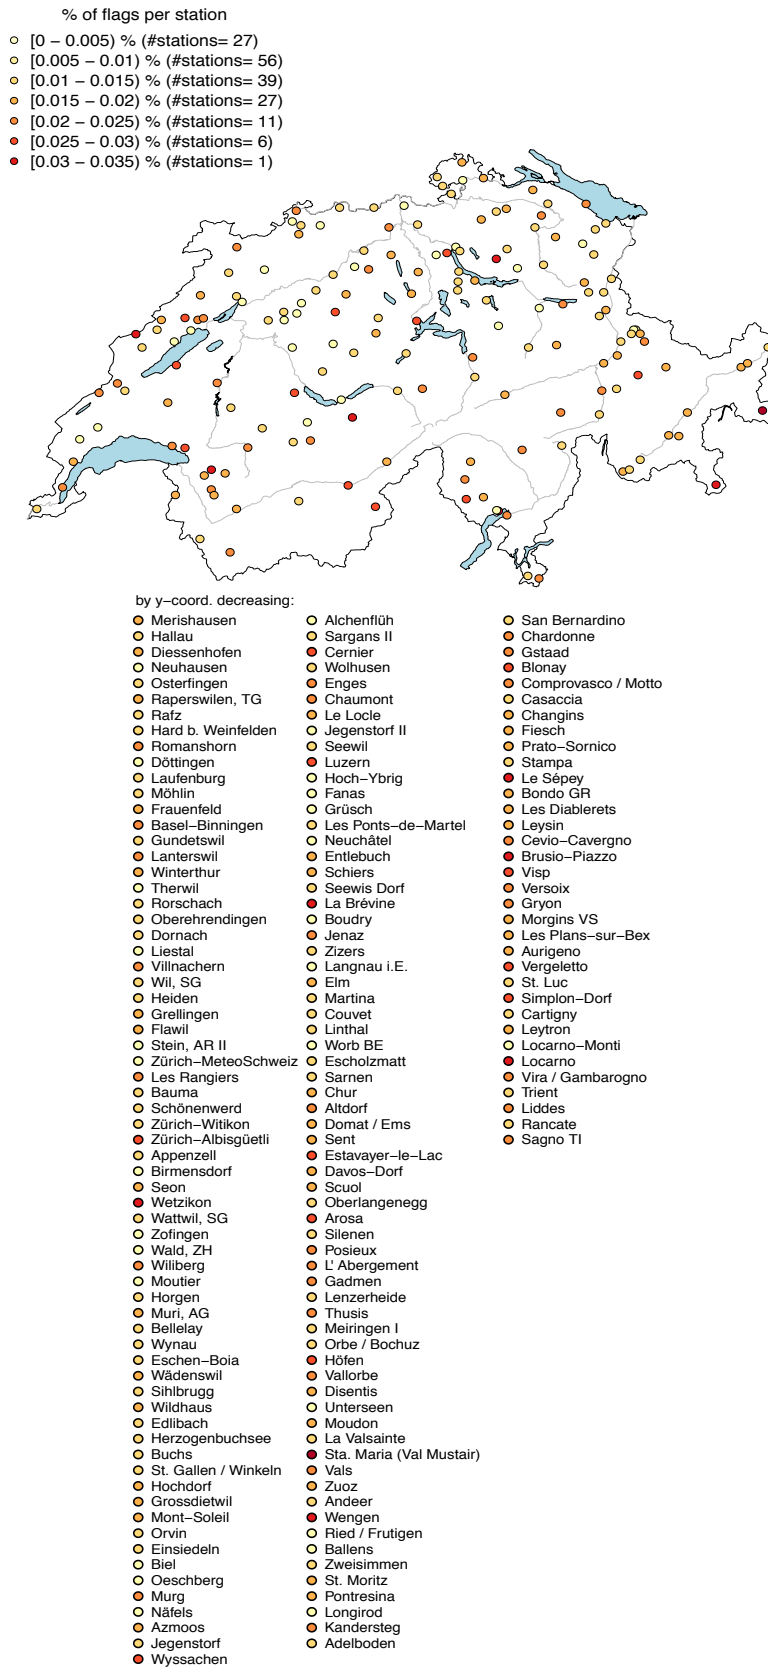 % of flags per station
[0 − 0.005) % (#stations= 27)
[0.005 − 0.01) % (#stations= 56)
[0.01 − 0.015) % (#stations= 39)
[0.015 − 0.02) % (#stations= 27)
[0.02 − 0.025) % (#stations= 11)
[0.025 − 0.03) % (#stations= 6)
[0.03 − 0.035) % (#stations= 1)
by y−coord. decreasing:
Merishausen
Hallau
Diessenhofen
Neuhausen
Osterfingen
Raperswilen, TG
Rafz
Hard b. Weinfelden
Romanshorn
Döttingen
Laufenburg
Möhlin
Frauenfeld
Basel−Binningen
Gundetswil
Lanterswil
Winterthur
Therwil
Rorschach
Oberehrendingen
Dornach
Liestal
Villnachern
Wil, SG
Heiden
Grellingen
Flawil
Stein, AR II
Zürich−MeteoSchweiz
Les Rangiers
Bauma
Schönenwerd
Zürich−Witikon
Zürich−Albisgüetli
Appenzell
Birmensdorf
Seon
Wetzikon
Wattwil, SG
Zofingen
Wald, ZH
Wiliberg
Moutier
Horgen
Muri, AG
Bellelay
Wynau
Eschen−Boia
Wädenswil
Sihlbrugg
Wildhaus
Edlibach
Herzogenbuchsee
Buchs
St. Gallen / Winkeln
Hochdorf
Grossdietwil
Mont−Soleil
Orvin
Einsiedeln
Biel
Oeschberg
Murg
Näfels
Azmoos
Jegenstorf
Wyssachen
Alchenflüh
Sargans II
Cernier
Wolhusen
Enges
Chaumont
Le Locle
Jegenstorf II
Seewil
Luzern
Hoch−Ybrig
Fanas
Grüsch
Les Ponts−de−Martel
Neuchâtel
Entlebuch
Schiers
Seewis Dorf
La Brévine
Boudry
Jenaz
Zizers
Langnau i.E.
Elm
Martina
Couvet
Linthal
Worb BE
Escholzmatt
Sarnen
Chur
Altdorf
Domat / Ems
Sent
Estavayer−le−Lac
Davos−Dorf
Scuol
Oberlangenegg
Arosa
Silenen
Posieux
L' Abergement
Gadmen
Lenzerheide
Thusis
Meiringen I
Orbe / Bochuz
Höfen
Vallorbe
Disentis
Unterseen
Moudon
La Valsainte
Sta. Maria (Val Mustair)
Vals
Zuoz
Andeer
Wengen
Ried / Frutigen
Ballens
Zweisimmen
St. Moritz
Pontresina
Longirod
Kandersteg
Adelboden
San Bernardino
Chardonne
Gstaad
Blonay
Comprovasco / Motto
Casaccia
Changins
Fiesch
Prato−Sornico
Stampa
Le Sépey
Bondo GR
Les Diablerets
Leysin
Cevio−Cavergno
Brusio−Piazzo
Visp
Versoix
Gryon
Morgins VS
Les Plans−sur−Bex
Aurigeno
Vergeletto
St. Luc
Simplon−Dorf
Cartigny
Leytron
Locarno−Monti
Locarno
Vira / Gambarogno
Trient
Liddes
Rancate
Sagno TI